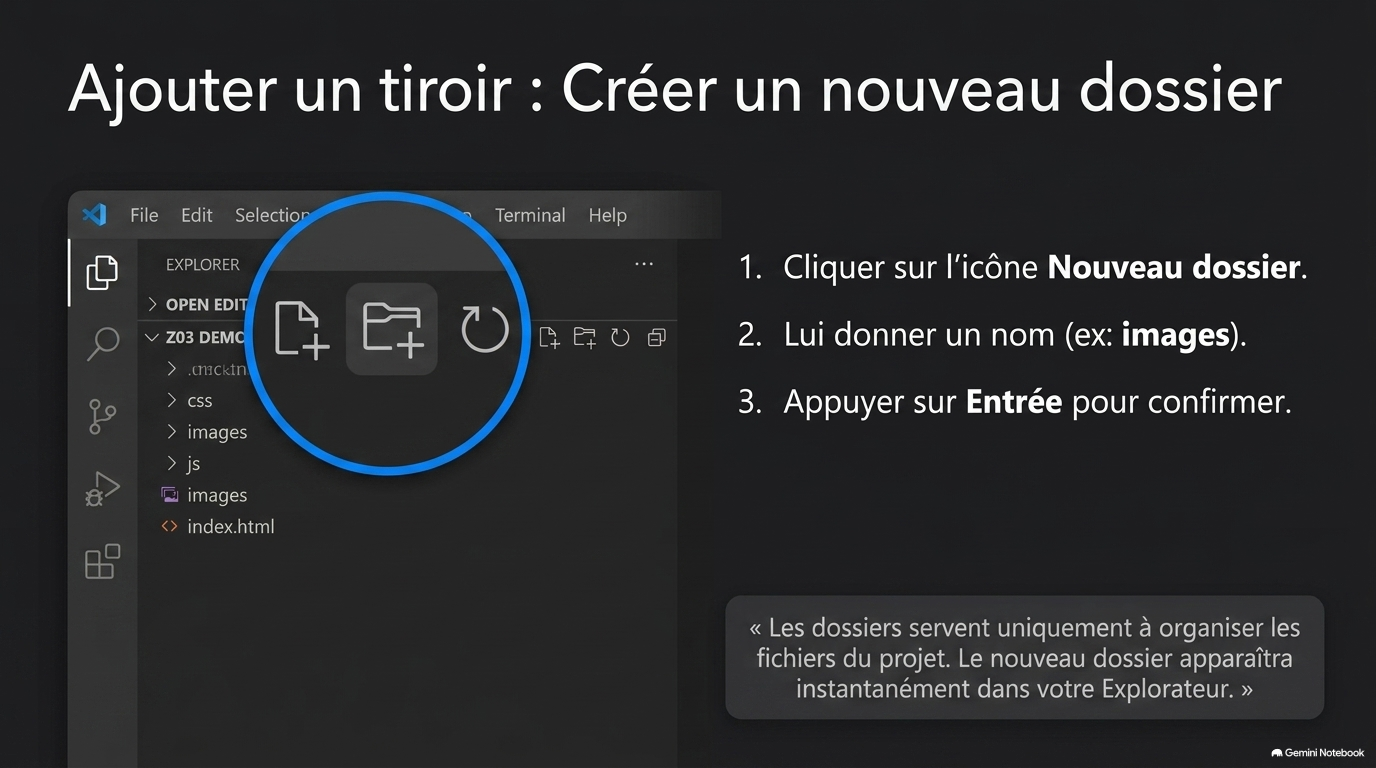 Ajouter un tiroir : Créer un nouveau dossier
File Edit Selection Terminal Help
EXPLORER
OPEN EDIT
Z03 DEMO
css
images
js
images
index.html
1. Cliquer sur l'icône Nouveau dossier.
2. Lui donner un nom (ex: images).
3. Appuyer sur Entrée pour confirmer.
« Les dossiers servent uniquement à organiser les
fichiers du projet. Le nouveau dossier apparaîtra
instantanément dans votre Explorateur. »
Gemini Notebook